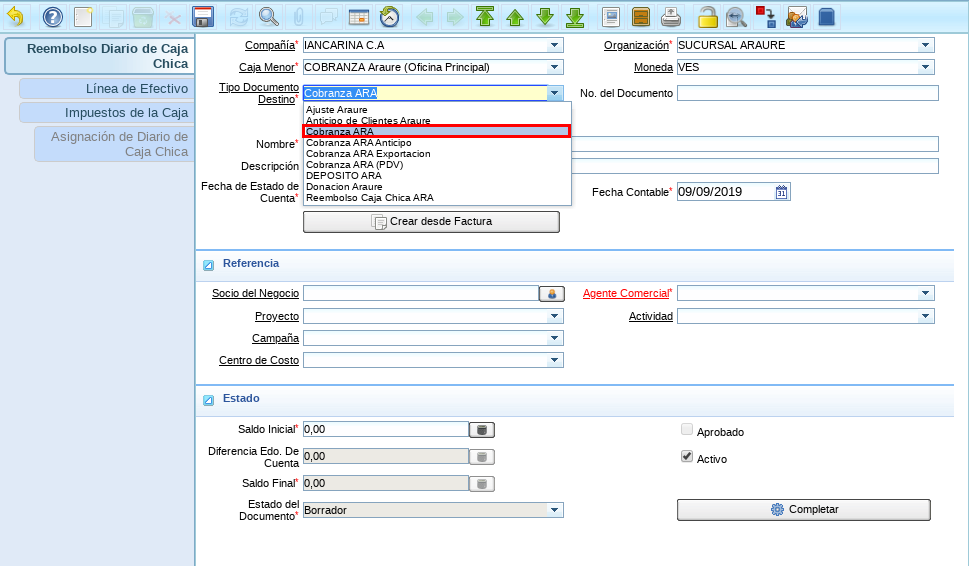 Reembolso Diario de Caja
Chica
Línea de Efectivo
Impuestos de la Caja
Asignación de Diario de
Caja Chica
Compañía* IANCARINA C.A
Organización* SUCURSAL ARAURE
Caja Menor* COBRANZA Araure (Oficina Principal)
Moneda VES
Tipo Documento
Destino* Cobranza ARA
No. del Documento
Ajuste Araure
Anticipo de Clientes Araure
Cobranza ARA
Cobranza ARA Anticipo
Cobranza ARA Exportacion
Cobranza ARA (PDV)
DEPOSITO ARA
Donacion Araure
Reembolso Caja Chica ARA
Nombre*
Descripción
Fecha de Estado de
Cuenta*
Fecha Contable* 09/09/2019 31
Crear desde Factura
Referencia
Socio del Negocio
Agente Comercial*
Proyecto
Actividad
Campaña
Centro de Costo
Estado
Saldo Inicial* 0,00
Aprobado
Diferencia Edo. De
Cuenta 0,00
Activo
Saldo Final* 0,00
Estado del
Documento* Borrador
Completar